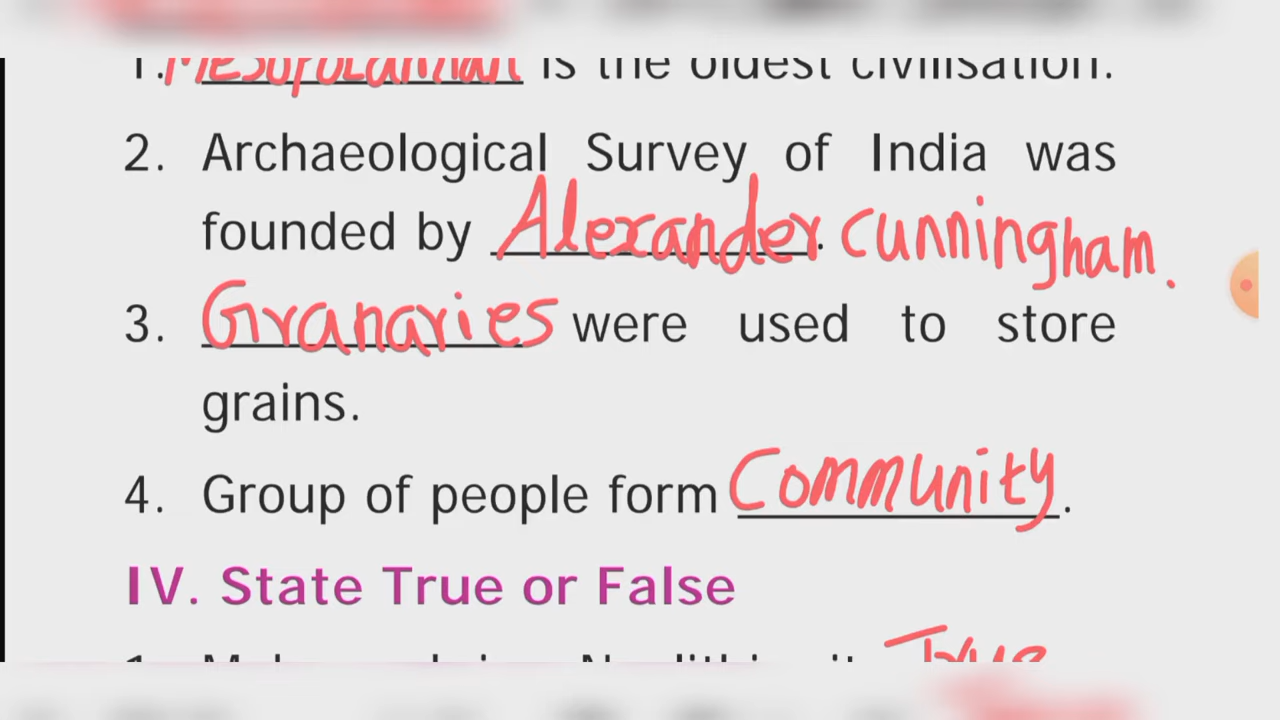 1. Mesopotamian is the oldest civilisation.
2. Archaeological Survey of India was
founded by Alexander Cunningham.
3. Granaries were used to store
grains.
4. Group of people form Community.
IV. State True or False